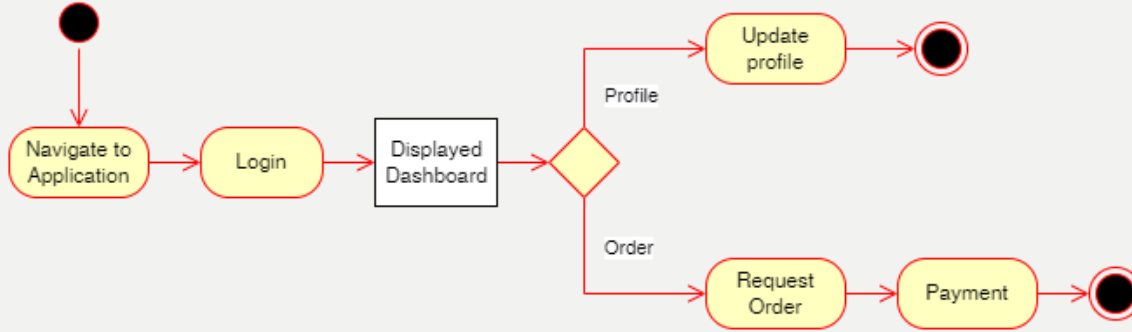 Update
profile
Profile
Navigate to
Application
Login
Displayed
Dashboard
Order
Request
Order
Payment